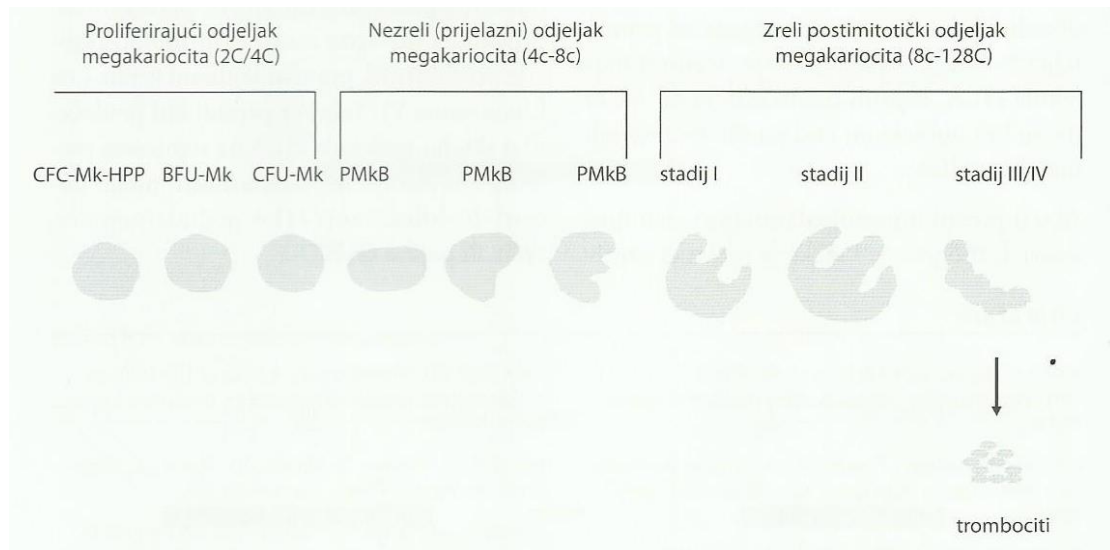 Proliferirajući odjeljak
megakariocita (2C/4C)
Nezreli (prijelazni) odjeljak
megakariocita (4c-8c)
Zreli postimitotički odjeljak
megakariocita (8c-128C)
CFC-Mk-HPP BFU-Mk CFU-Mk PMkB PMkB PMkB stadij I stadij II stadij III/IV
trombociti